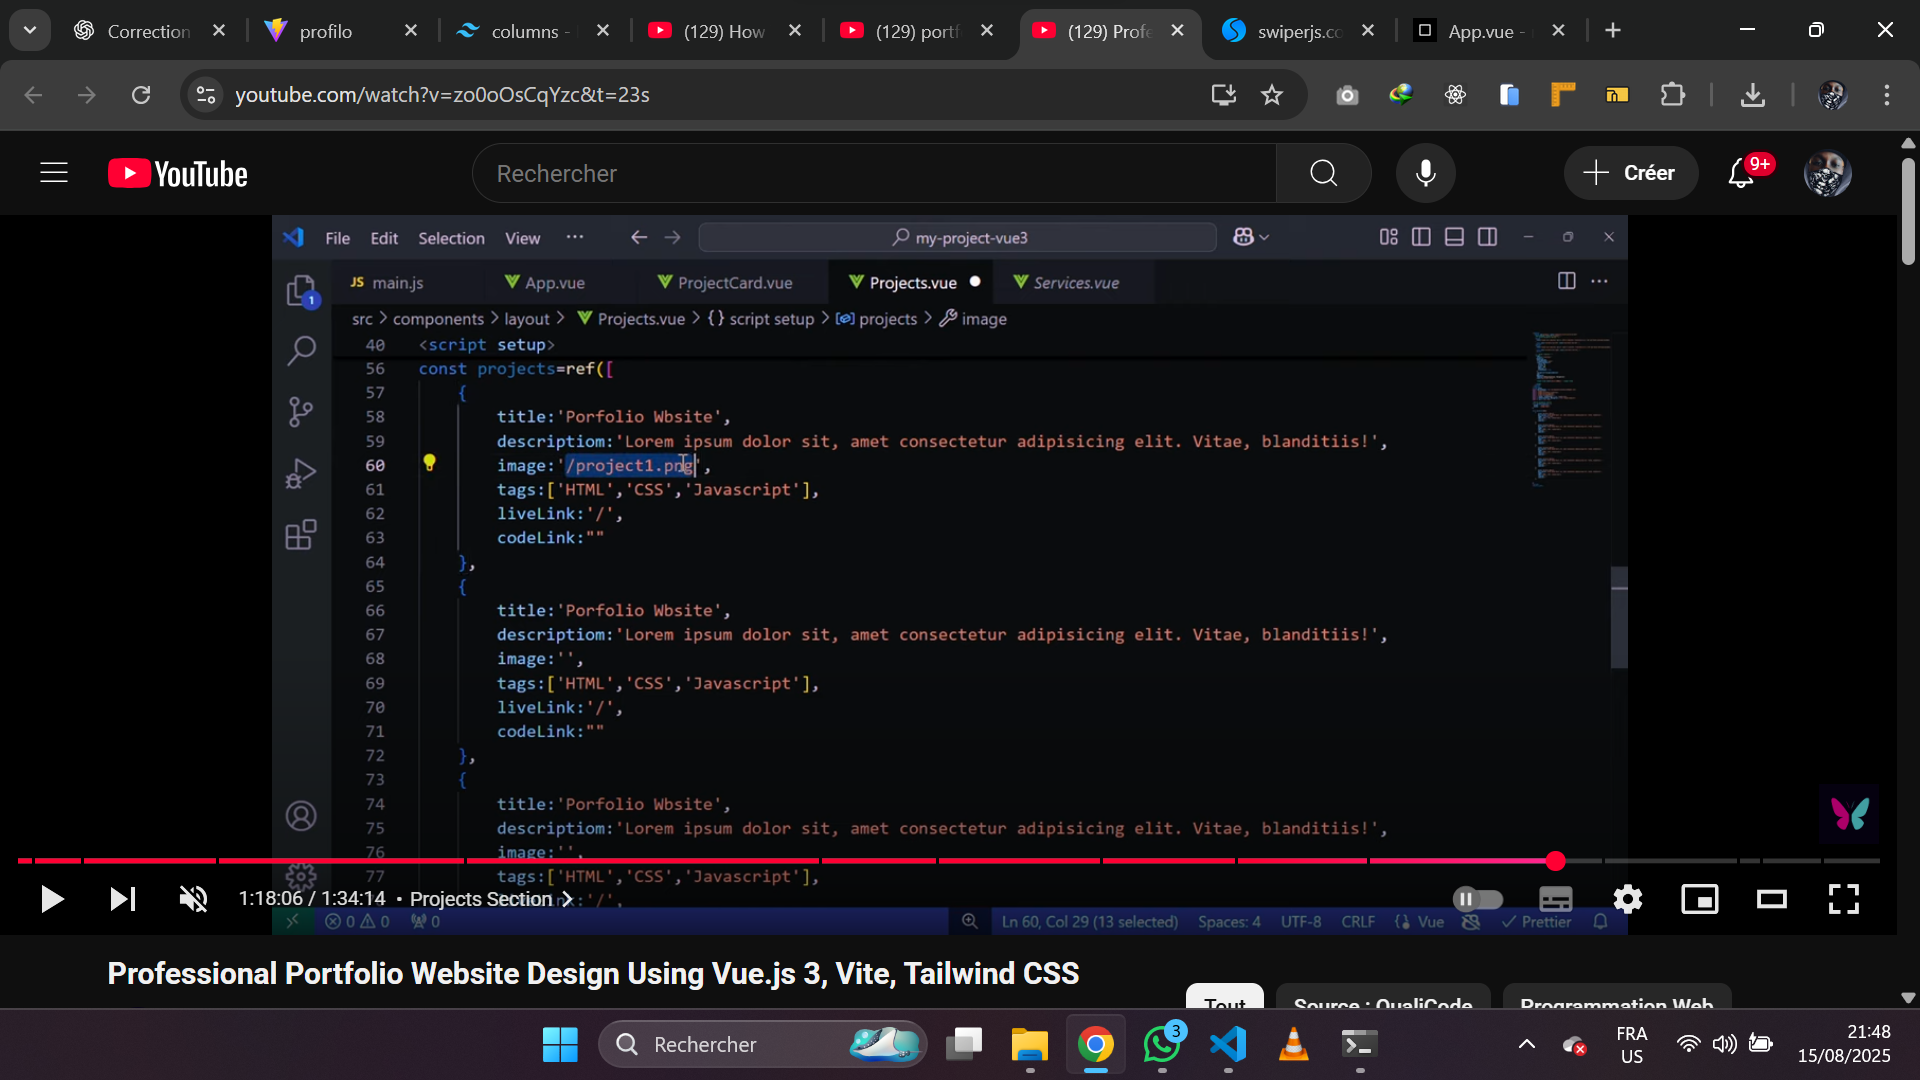 Correction
profilo
columns -
(129) How
(129) portf
(129) Profe
swiperjs.co
App.vue -
youtube.com/watch?v=zo0oOsCqYzc&t=23s
YouTube
Rechercher
Créer
9+
File Edit Selection View ...
my-project-vue3
1
JS main.js
App.vue
ProjectCard.vue
Projects.vue
Services.vue
src > components > layout > Projects.vue > {} script setup > projects > image
40 <script setup>
56 const projects=ref([
57 {
58 title:'Porfolio Wbsite',
59 descriptiom:'Lorem ipsum dolor sit, amet consectetur adipisicing elit. Vitae, blanditiis!',
60 image:'/project1.png',
61 tags:['HTML','CSS','Javascript'],
62 liveLink:'/',
63 codeLink:""
64 },
65 {
66 title:'Porfolio Wbsite',
67 descriptiom:'Lorem ipsum dolor sit, amet consectetur adipisicing elit. Vitae, blanditiis!',
68 image:'',
69 tags:['HTML','CSS','Javascript'],
70 liveLink:'/',
71 codeLink:""
72 },
73 {
74 title:'Porfolio Wbsite',
75 descriptiom:'Lorem ipsum dolor sit, amet consectetur adipisicing elit. Vitae, blanditiis!',
76 image:'',
77 tags:['HTML','CSS','Javascript'],
1:18:06 / 1:34:14 • Projects Section >
0 0 0
Ln 60, Col 29 (13 selected) Spaces: 4 UTF-8 CRLF {} Vue Prettier
Professional Portfolio Website Design Using Vue.js 3, Vite, Tailwind CSS
Tout
Source : QualiCode
Programmation Web
Rechercher
3
FRA
US
21:48
15/08/2025